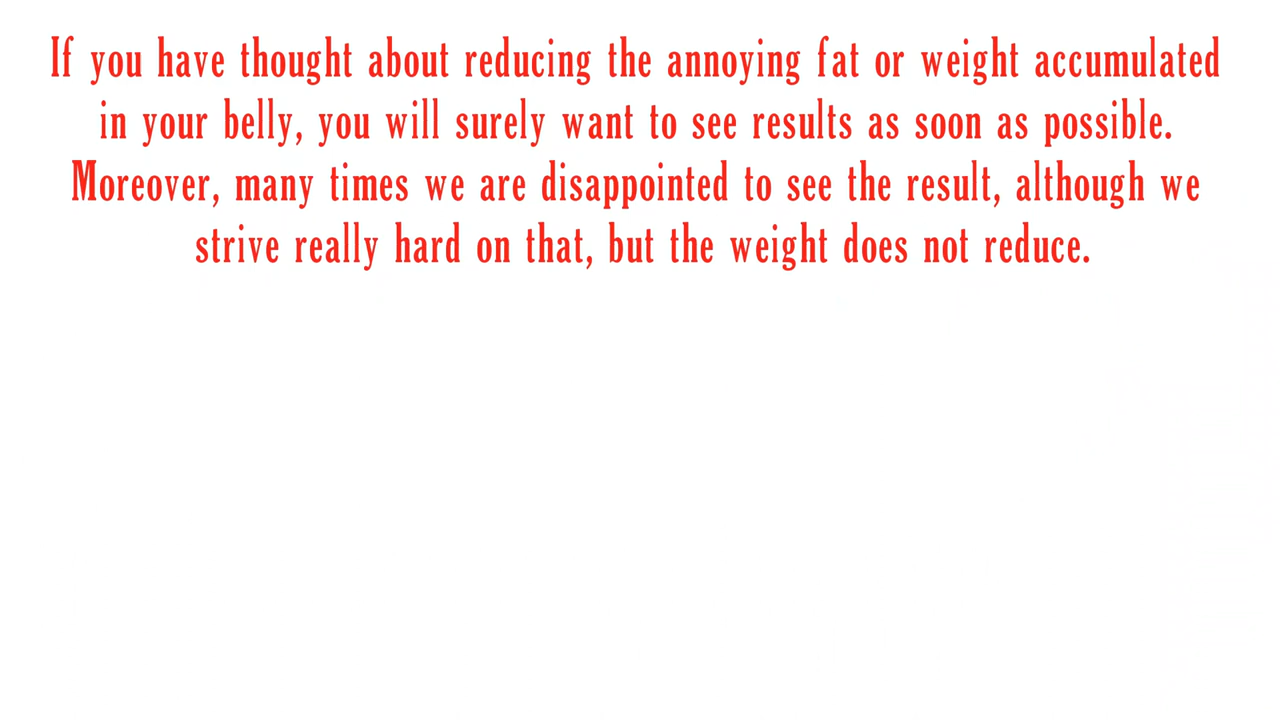 If you have thought about reducing the annoying fat or weight accumulated
in your belly, you will surely want to see results as soon as possible.
Moreover, many times we are disappointed to see the result, although we
strive really hard on that, but the weight does not reduce.